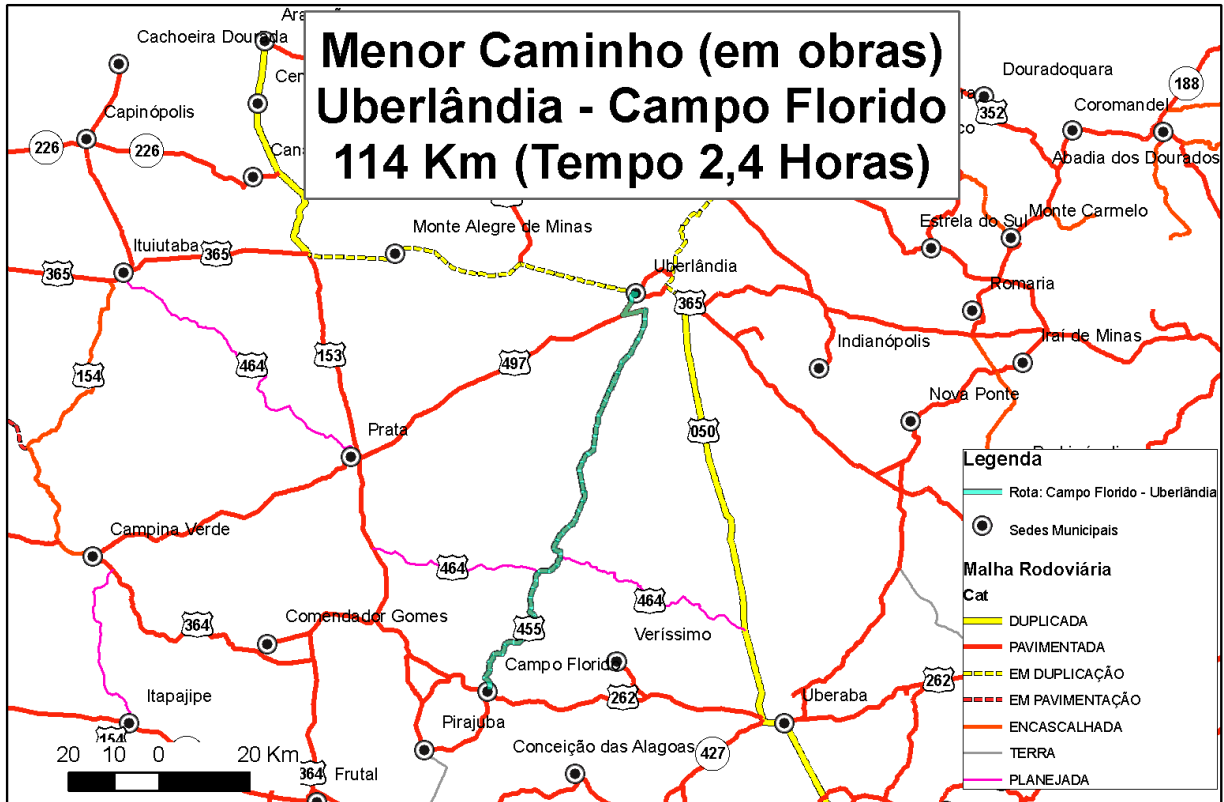 Menor Caminho (em obras)
Uberlândia - Campo Florido
114 Km (Tempo 2,4 Horas)
Cachoeira Dourada
Capinópolis
226
226
Douradoquara
352
Coromandel
188
Abadia dos Dourados
Monte Alegre de Minas
Estrela do Sul
Monte Carmelo
Ituiutaba
365
365
Uberlândia
365
Romaria
Indianópolis
Iraí de Minas
154
464
153
497
Nova Ponte
050
Prata
Campina Verde
464
464
364
Comendador Gomes
455
Veríssimo
Campo Florido
262
262
Uberaba
Itapajipe
154
Pirajuba
Conceição das Alagoas
427
364
Frutal
20 10 0 20 Km
Legenda
Rota: Campo Florido - Uberlândia
Sedes Municipais
Malha Rodoviária
Cat
DUPLICADA
PAVIMENTADA
EM DUPLICAÇÃO
EM PAVIMENTAÇÃO
ENCASCALHADA
TERRA
PLANEJADA